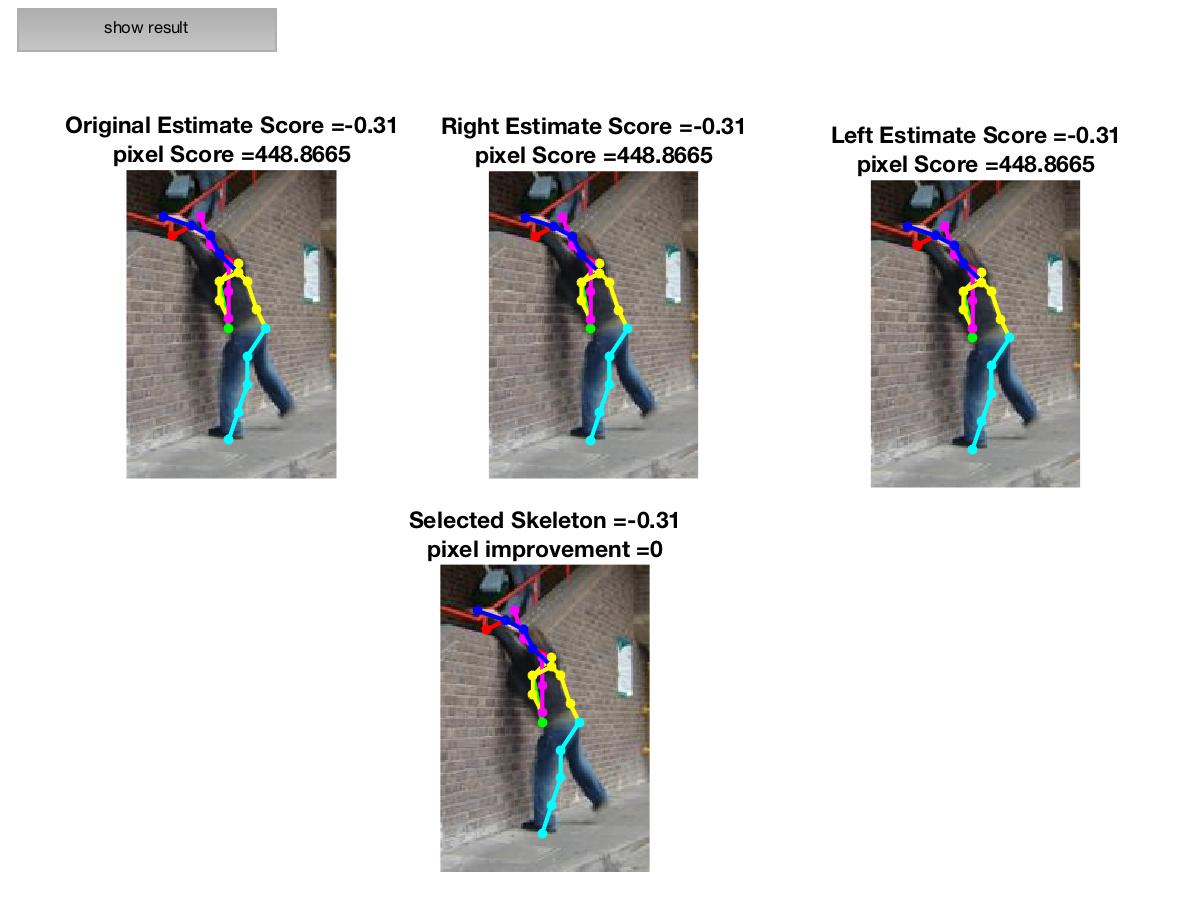 show result
Original Estimate Score =-0.31
pixel Score =448.8665
Right Estimate Score =-0.31
pixel Score =448.8665
Left Estimate Score =-0.31
pixel Score =448.8665
Selected Skeleton =-0.31
pixel improvement =0